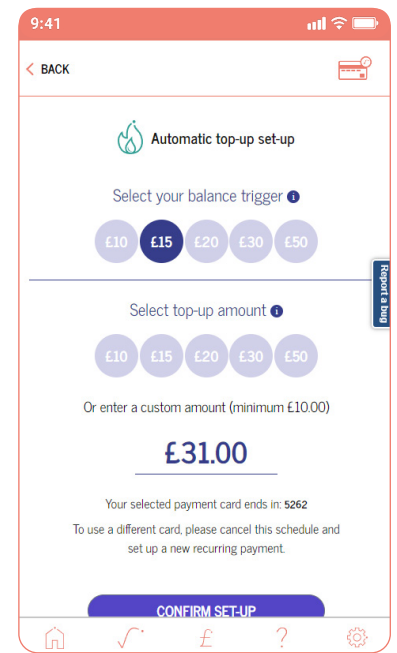 9:41
BACK
Automatic top-up set-up
Select your balance trigger i
£10 £15 £20 £30 £50
Report a bug
Select top-up amount i
£10 £15 £20 £30 £50
Or enter a custom amount (minimum £10.00)
£31.00
Your selected payment card ends in: 5262
To use a different card, please cancel this schedule and
set up a new recurring payment.
CONFIRM SET-UP
£ ?